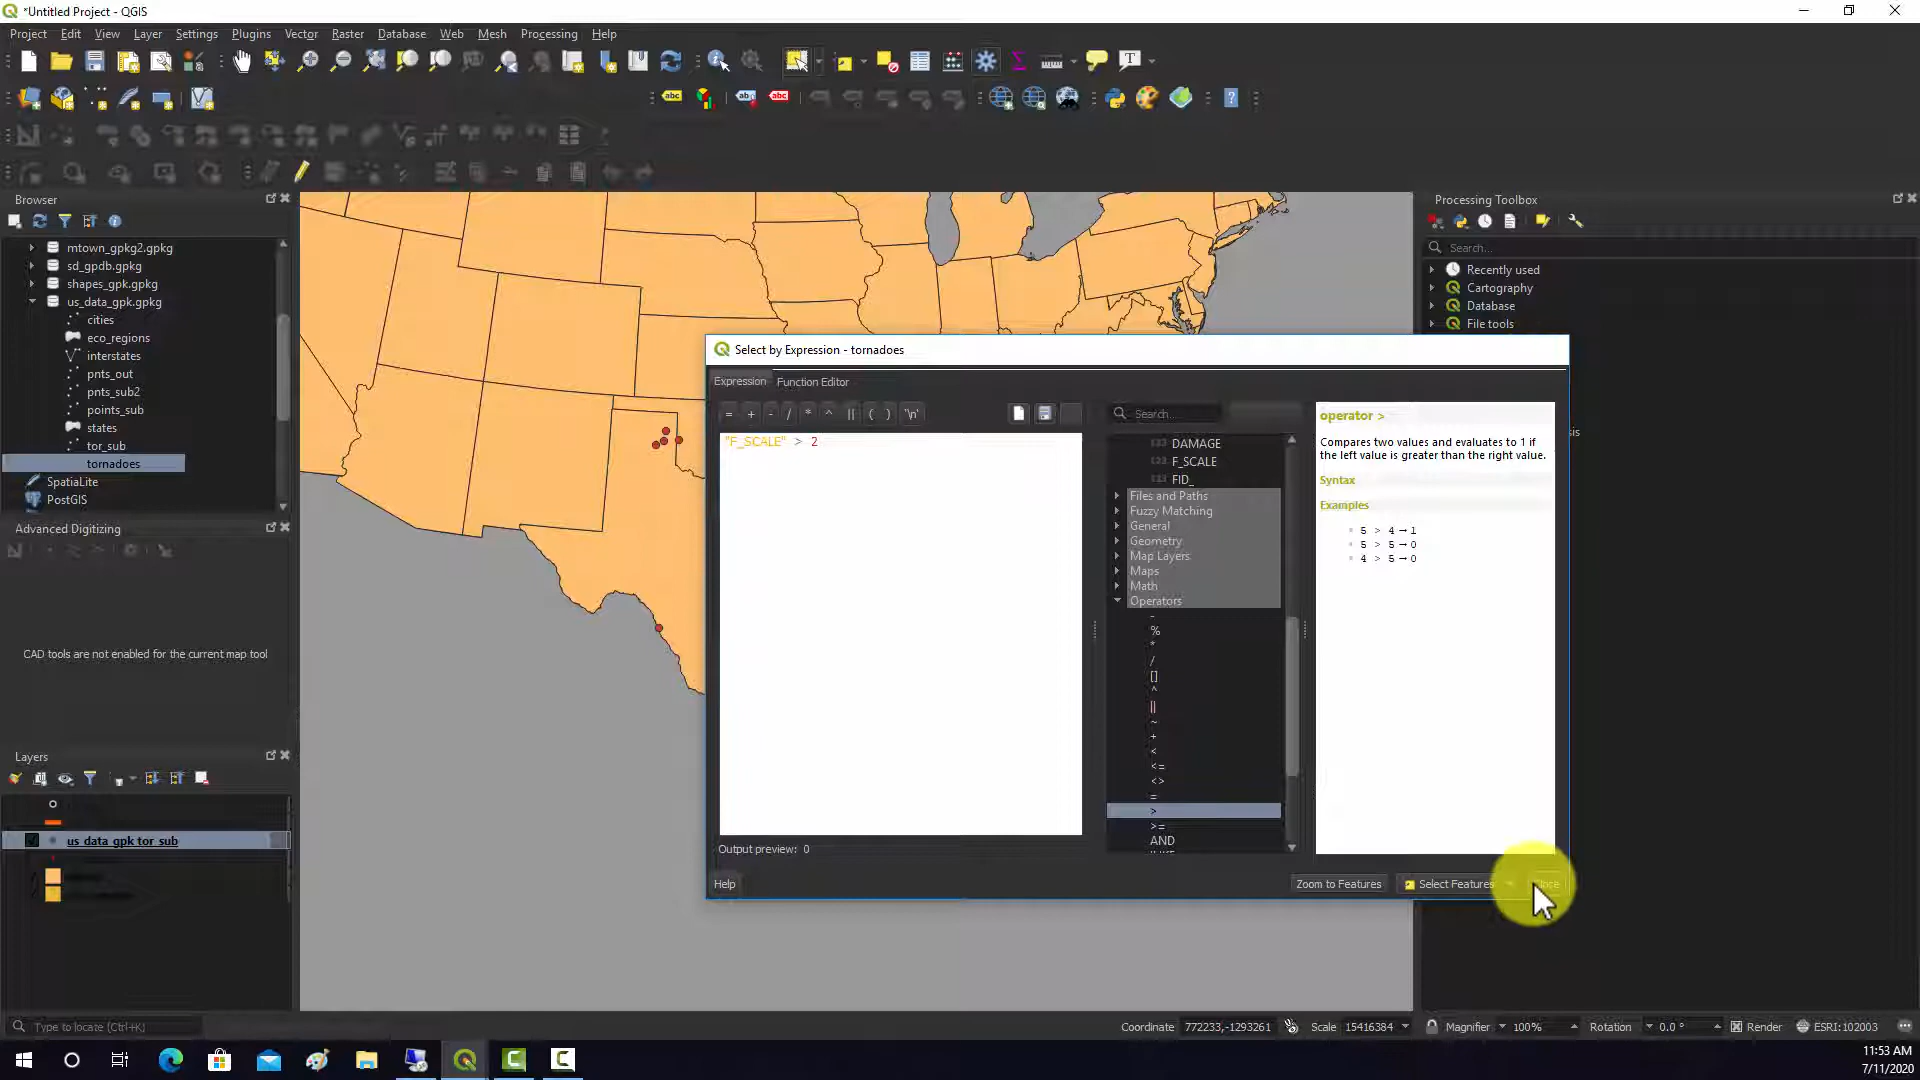 *Untitled Project - QGIS
Project Edit View Layer Settings Plugins Vector Raster Database Web Mesh Processing Help
abc abc abc
Browser
mtown_gpkg2.gpkg
sd_gpdb.gpkg
shapes_gpk.gpkg
us_data_gpk.gpkg
cities
eco_regions
interstates
pnts_out
pnts_sub2
points_sub
states
tor_sub
tornadoes
SpatiaLite
PostGIS
Advanced Digitizing
CAD tools are not enabled for the current map tool
Layers
us_data_gpk tor_sub
Type to locate (Ctrl+K)
Select by Expression - tornadoes
Expression Function Editor
= + - / * ^ || ( ) '\n'
"F_SCALE" > 2
Output preview: 0
Help
Search...
DAMAGE
F_SCALE
FID_
Files and Paths
Fuzzy Matching
General
Geometry
Map Layers
Maps
Math
Operators
-
%
*
/
[]
^
||
~
+
<
<=
<>
=
>
>=
AND
operator >
Compares two values and evaluates to 1 if
the left value is greater than the right value.
Syntax
Examples
5 > 4 → 1
5 > 5 → 0
4 > 5 → 0
Zoom to Features Select Features
Processing Toolbox
Search...
Recently used
Cartography
Database
File tools
Coordinate 772233,-1293261 Scale 15416384 Magnifier 100% Rotation 0.0 ° Render ESRI:102003
11:53 AM
7/11/2020